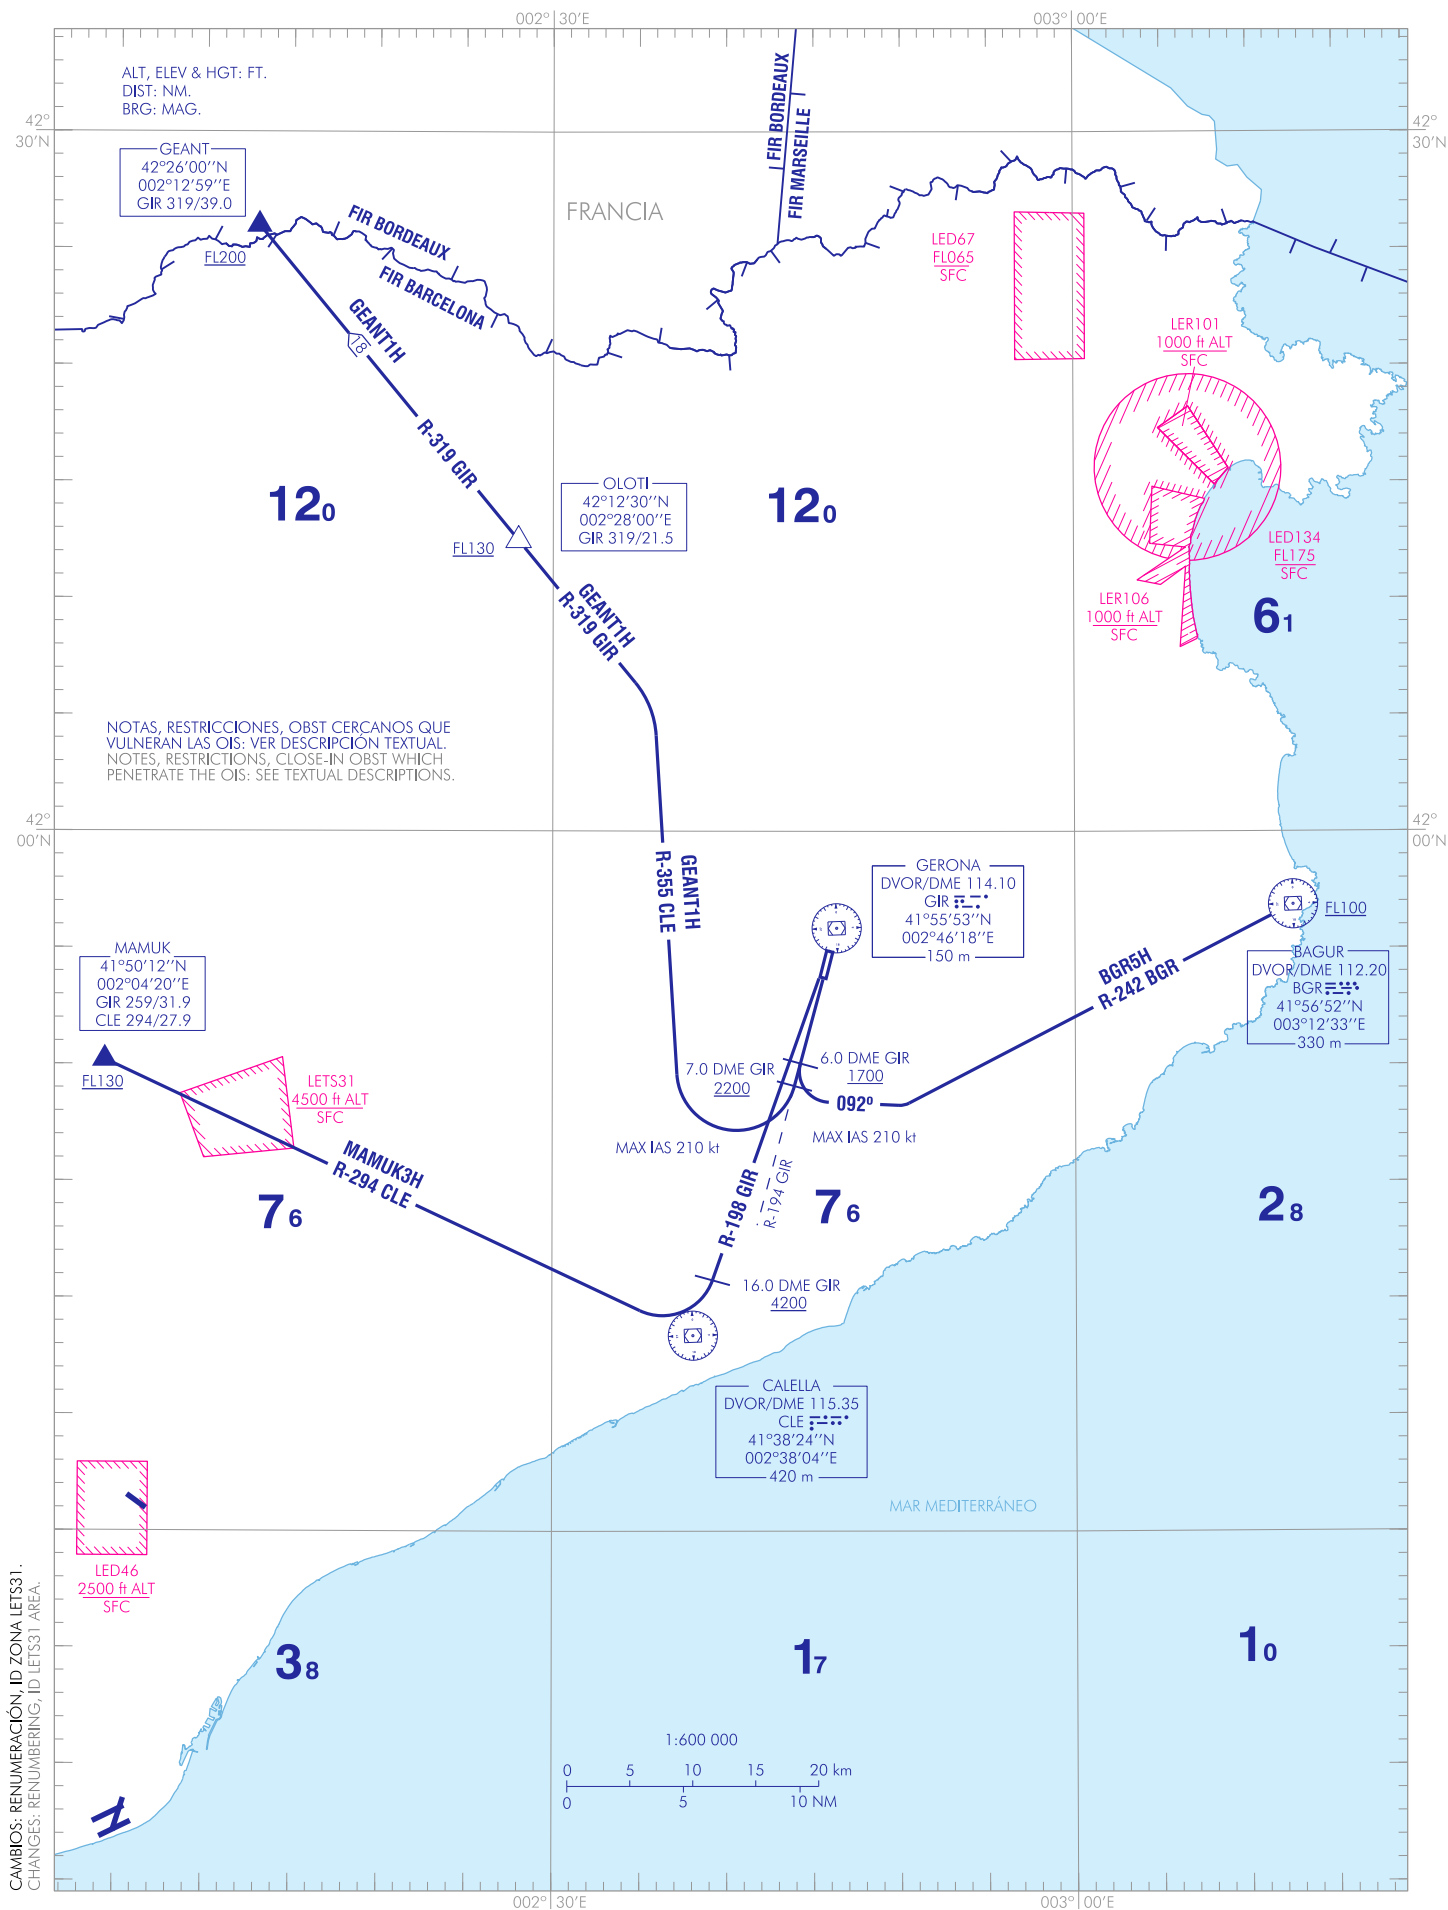 002° 30'E
003° 00'E
ALT, ELEV & HGT: FT.
DIST: NM.
BRG: MAG.
42°
30'N
42°
30'N
FIR BORDEAUX
FIR MARSEILLE
GEANT
42°26'00''N
002°12'59''E
GIR 319/39.0
FL200
FIR BORDEAUX
FIR BARCELONA
FRANCIA
LED67
FL065
SFC
GEANT1H
18
R-319 GIR
LER101
1000 ft ALT
SFC
12₀
OLOTI
42°12'30''N
002°28'00''E
GIR 319/21.5
FL130
12₀
LED134
FL175
SFC
LER106
1000 ft ALT
SFC
6₁
GEANT1H
R-319 GIR
NOTAS, RESTRICCIONES, OBST CERCANOS QUE
VULNERAN LAS OIS: VER DESCRIPCIÓN TEXTUAL.
NOTES, RESTRICTIONS, CLOSE-IN OBST WHICH
PENETRATE THE OIS: SEE TEXTUAL DESCRIPTIONS.
42°
00'N
42°
00'N
GEANT1H
R-355 CLE
GERONA
DVOR/DME 114.10
GIR
41°55'53''N
002°46'18''E
150 m
FL100
BAGUR
DVOR/DME 112.20
BGR
41°56'52''N
003°12'33''E
330 m
BGR5H
R-242 BGR
MAMUK
41°50'12''N
002°04'20''E
GIR 259/31.9
CLE 294/27.9
FL130
LETS31
4500 ft ALT
SFC
7.0 DME GIR
2200
6.0 DME GIR
1700
092º
MAX IAS 210 kt
MAX IAS 210 kt
MAMUK3H
R-294 CLE
R-198 GIR
R-194 GIR
7₆
7₆
2₈
16.0 DME GIR
4200
CALELLA
DVOR/DME 115.35
CLE
41°38'24''N
002°38'04''E
420 m
MAR MEDITERRÁNEO
LED46
2500 ft ALT
SFC
3₈
1₇
1₀
1:600 000
0 5 10 15 20 km
0 5 10 NM
CAMBIOS: RENUMERACIÓN, ID ZONA LETS31.
CHANGES: RENUMBERING, ID LETS31 AREA.
002° 30'E
003° 00'E